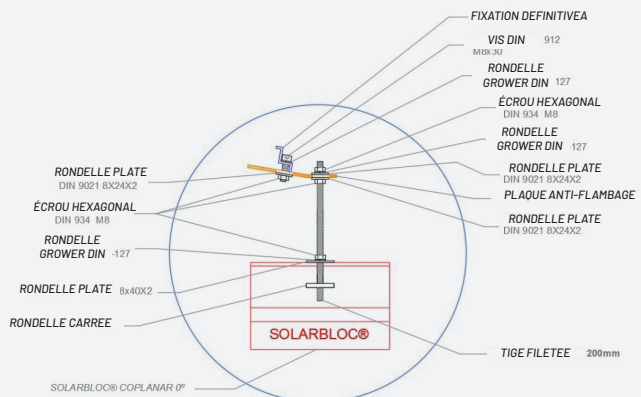 FIXATION DEFINITIVEA
VIS DIN 912
M8x30
RONDELLE
GROWER DIN 127
ÉCROU HEXAGONAL
DIN 934 M8
RONDELLE
GROWER DIN 127
RONDELLE PLATE
DIN 9021 8X24X2
PLAQUE ANTI-FLAMBAGE
RONDELLE PLATE
DIN 9021 8X24X2
RONDELLE PLATE
DIN 9021 8X24X2
ÉCROU HEXAGONAL
DIN 934 M8
RONDELLE
GROWER DIN 127
RONDELLE PLATE 8x40X2
RONDELLE CARREE
SOLARBLOC®
TIGE FILETEE 200mm
SOLARBLOC® COPLANAR 0º